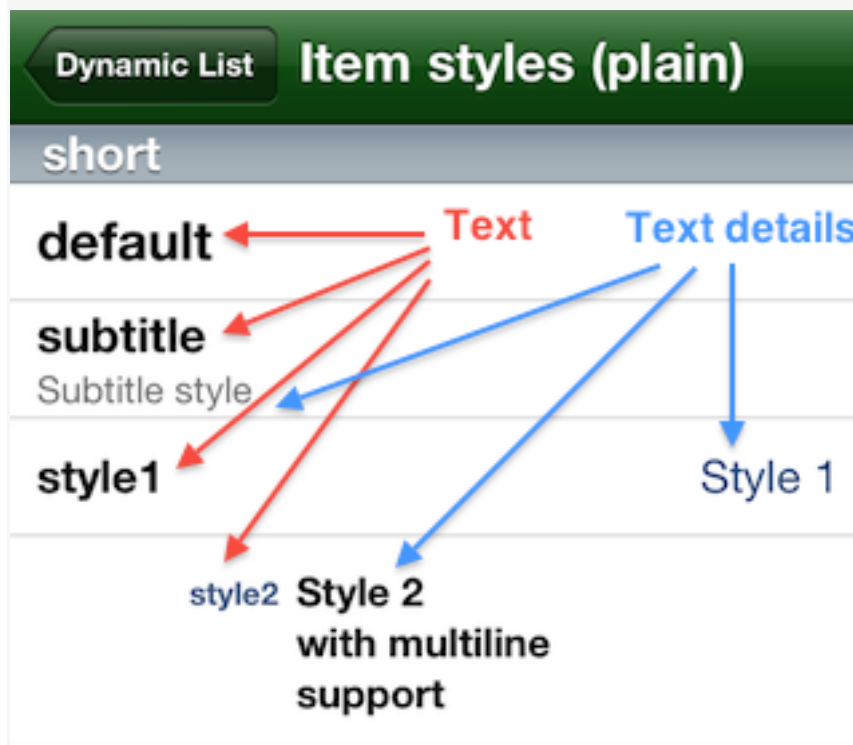 Dynamic List
Item styles (plain)
short
default
Text
Text details
subtitle
Subtitle style
style1
Style 1
style2
Style 2
with multiline
support